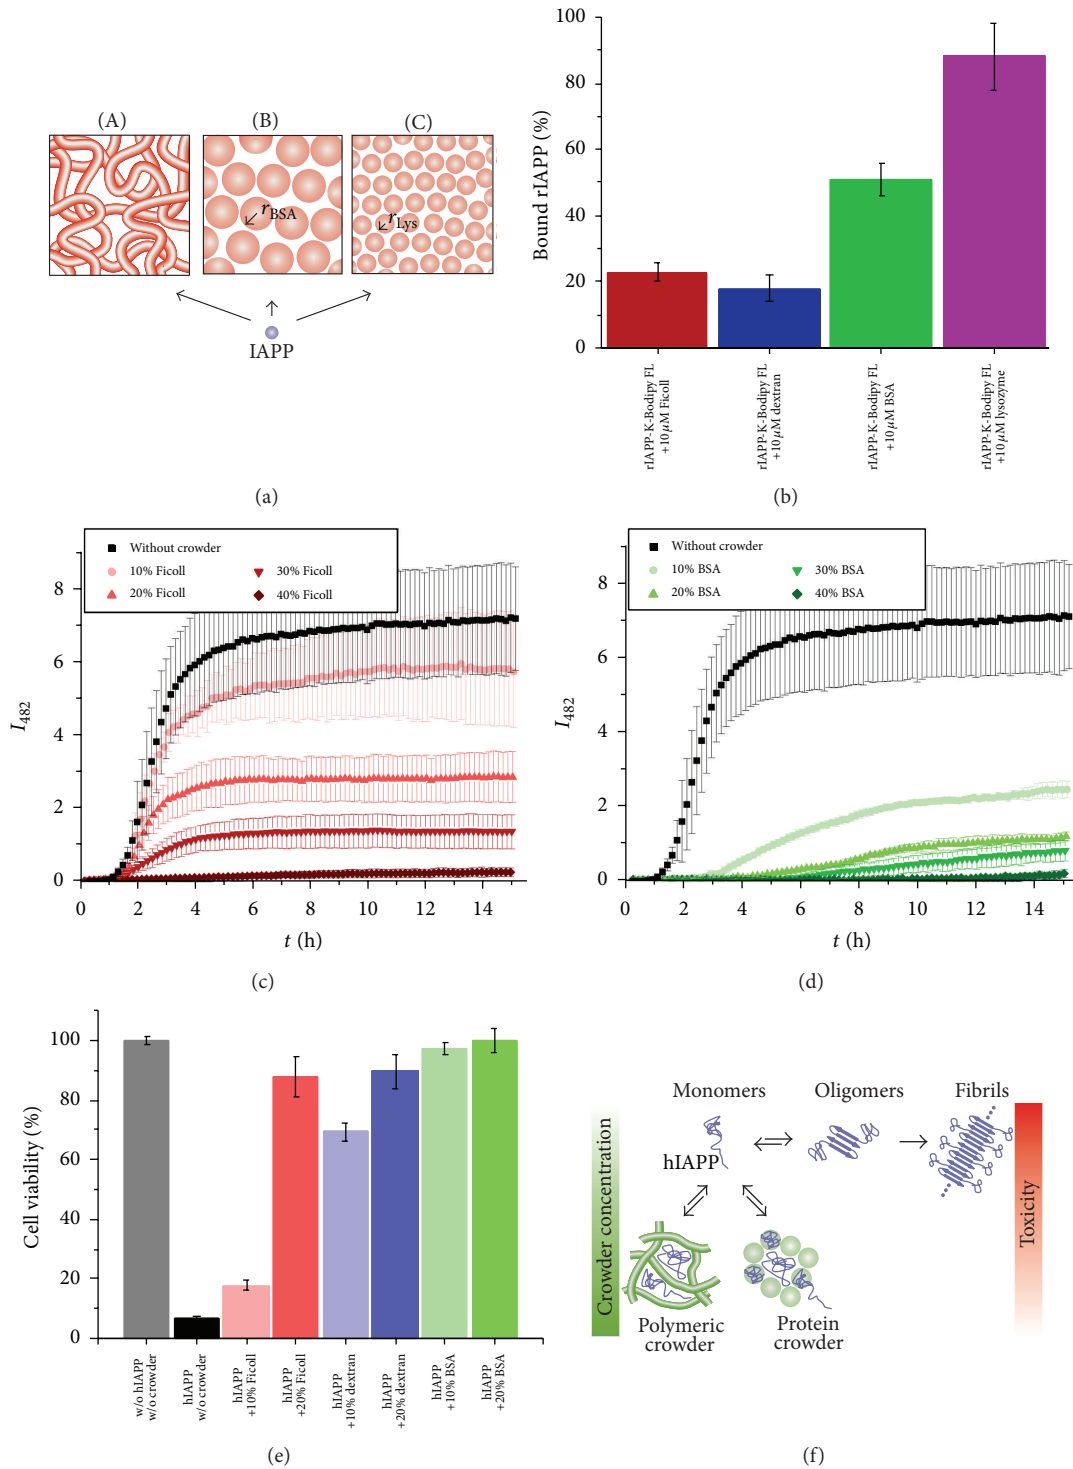 (A)
(B)
(C)
rBSA
rLys
IAPP
(a)
Bound rIAPP (%)
100
80
60
40
20
0
rIAPP-K-Bodipy FL
+10 μM Ficoll
rIAPP-K-Bodipy FL
+10 μM dextran
rIAPP-K-Bodipy FL
+10 μM BSA
rIAPP-K-Bodipy FL
+10 μM lysozyme
(b)
Without crowder
10% Ficoll
20% Ficoll
30% Ficoll
40% Ficoll
I482
8
6
4
2
0
0 2 4 6 8 10 12 14
t (h)
(c)
Without crowder
10% BSA
20% BSA
30% BSA
40% BSA
I482
8
6
4
2
0
0 2 4 6 8 10 12 14
t (h)
(d)
Cell viability (%)
100
80
60
40
20
0
w/o hIAPP
w/o crowder
hIAPP
w/o crowder
hIAPP
+10% Ficoll
hIAPP
+20% Ficoll
hIAPP
+10% dextran
hIAPP
+20% dextran
hIAPP
+10% BSA
hIAPP
+20% BSA
(e)
Crowder concentration
Monomers
Oligomers
Fibrils
hIAPP
Polymeric
crowder
Protein
crowder
Toxicity
(f)